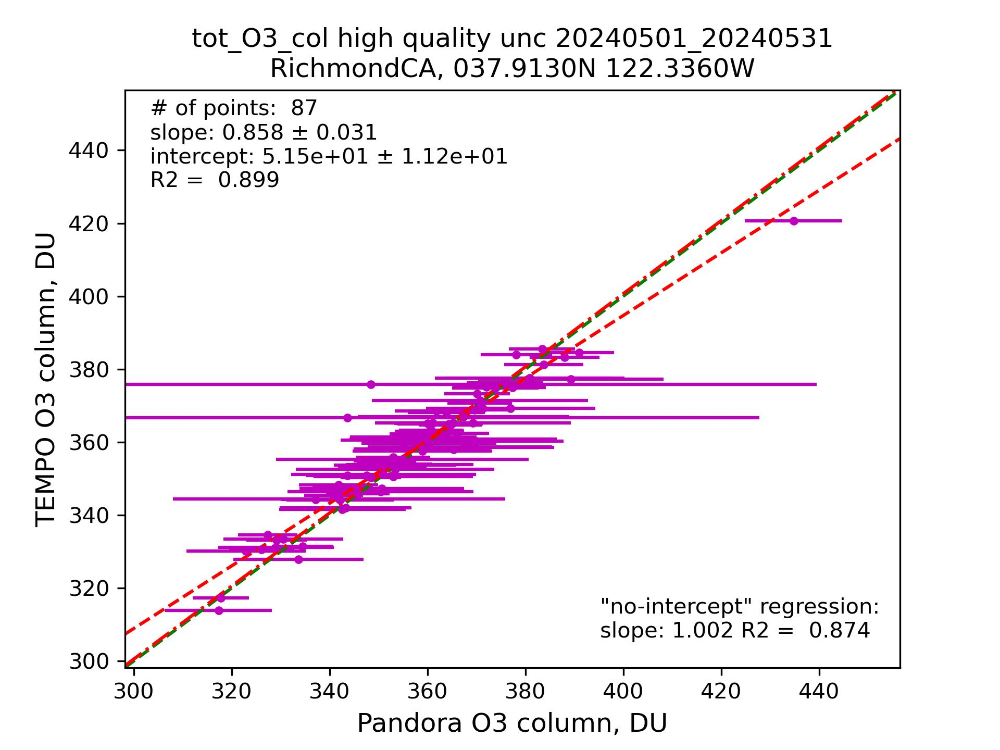 tot_O3_col high quality unc 20240501_20240531
RichmondCA, 037.9130N 122.3360W
# of points:  87
slope: 0.858 ± 0.031
intercept: 5.15e+01 ± 1.12e+01
R2 =  0.899
TEMPO O3 column, DU
440
420
400
380
360
340
320
300
"no-intercept" regression:
slope: 1.002 R2 =  0.874
300 320 340 360 380 400 420 440
Pandora O3 column, DU